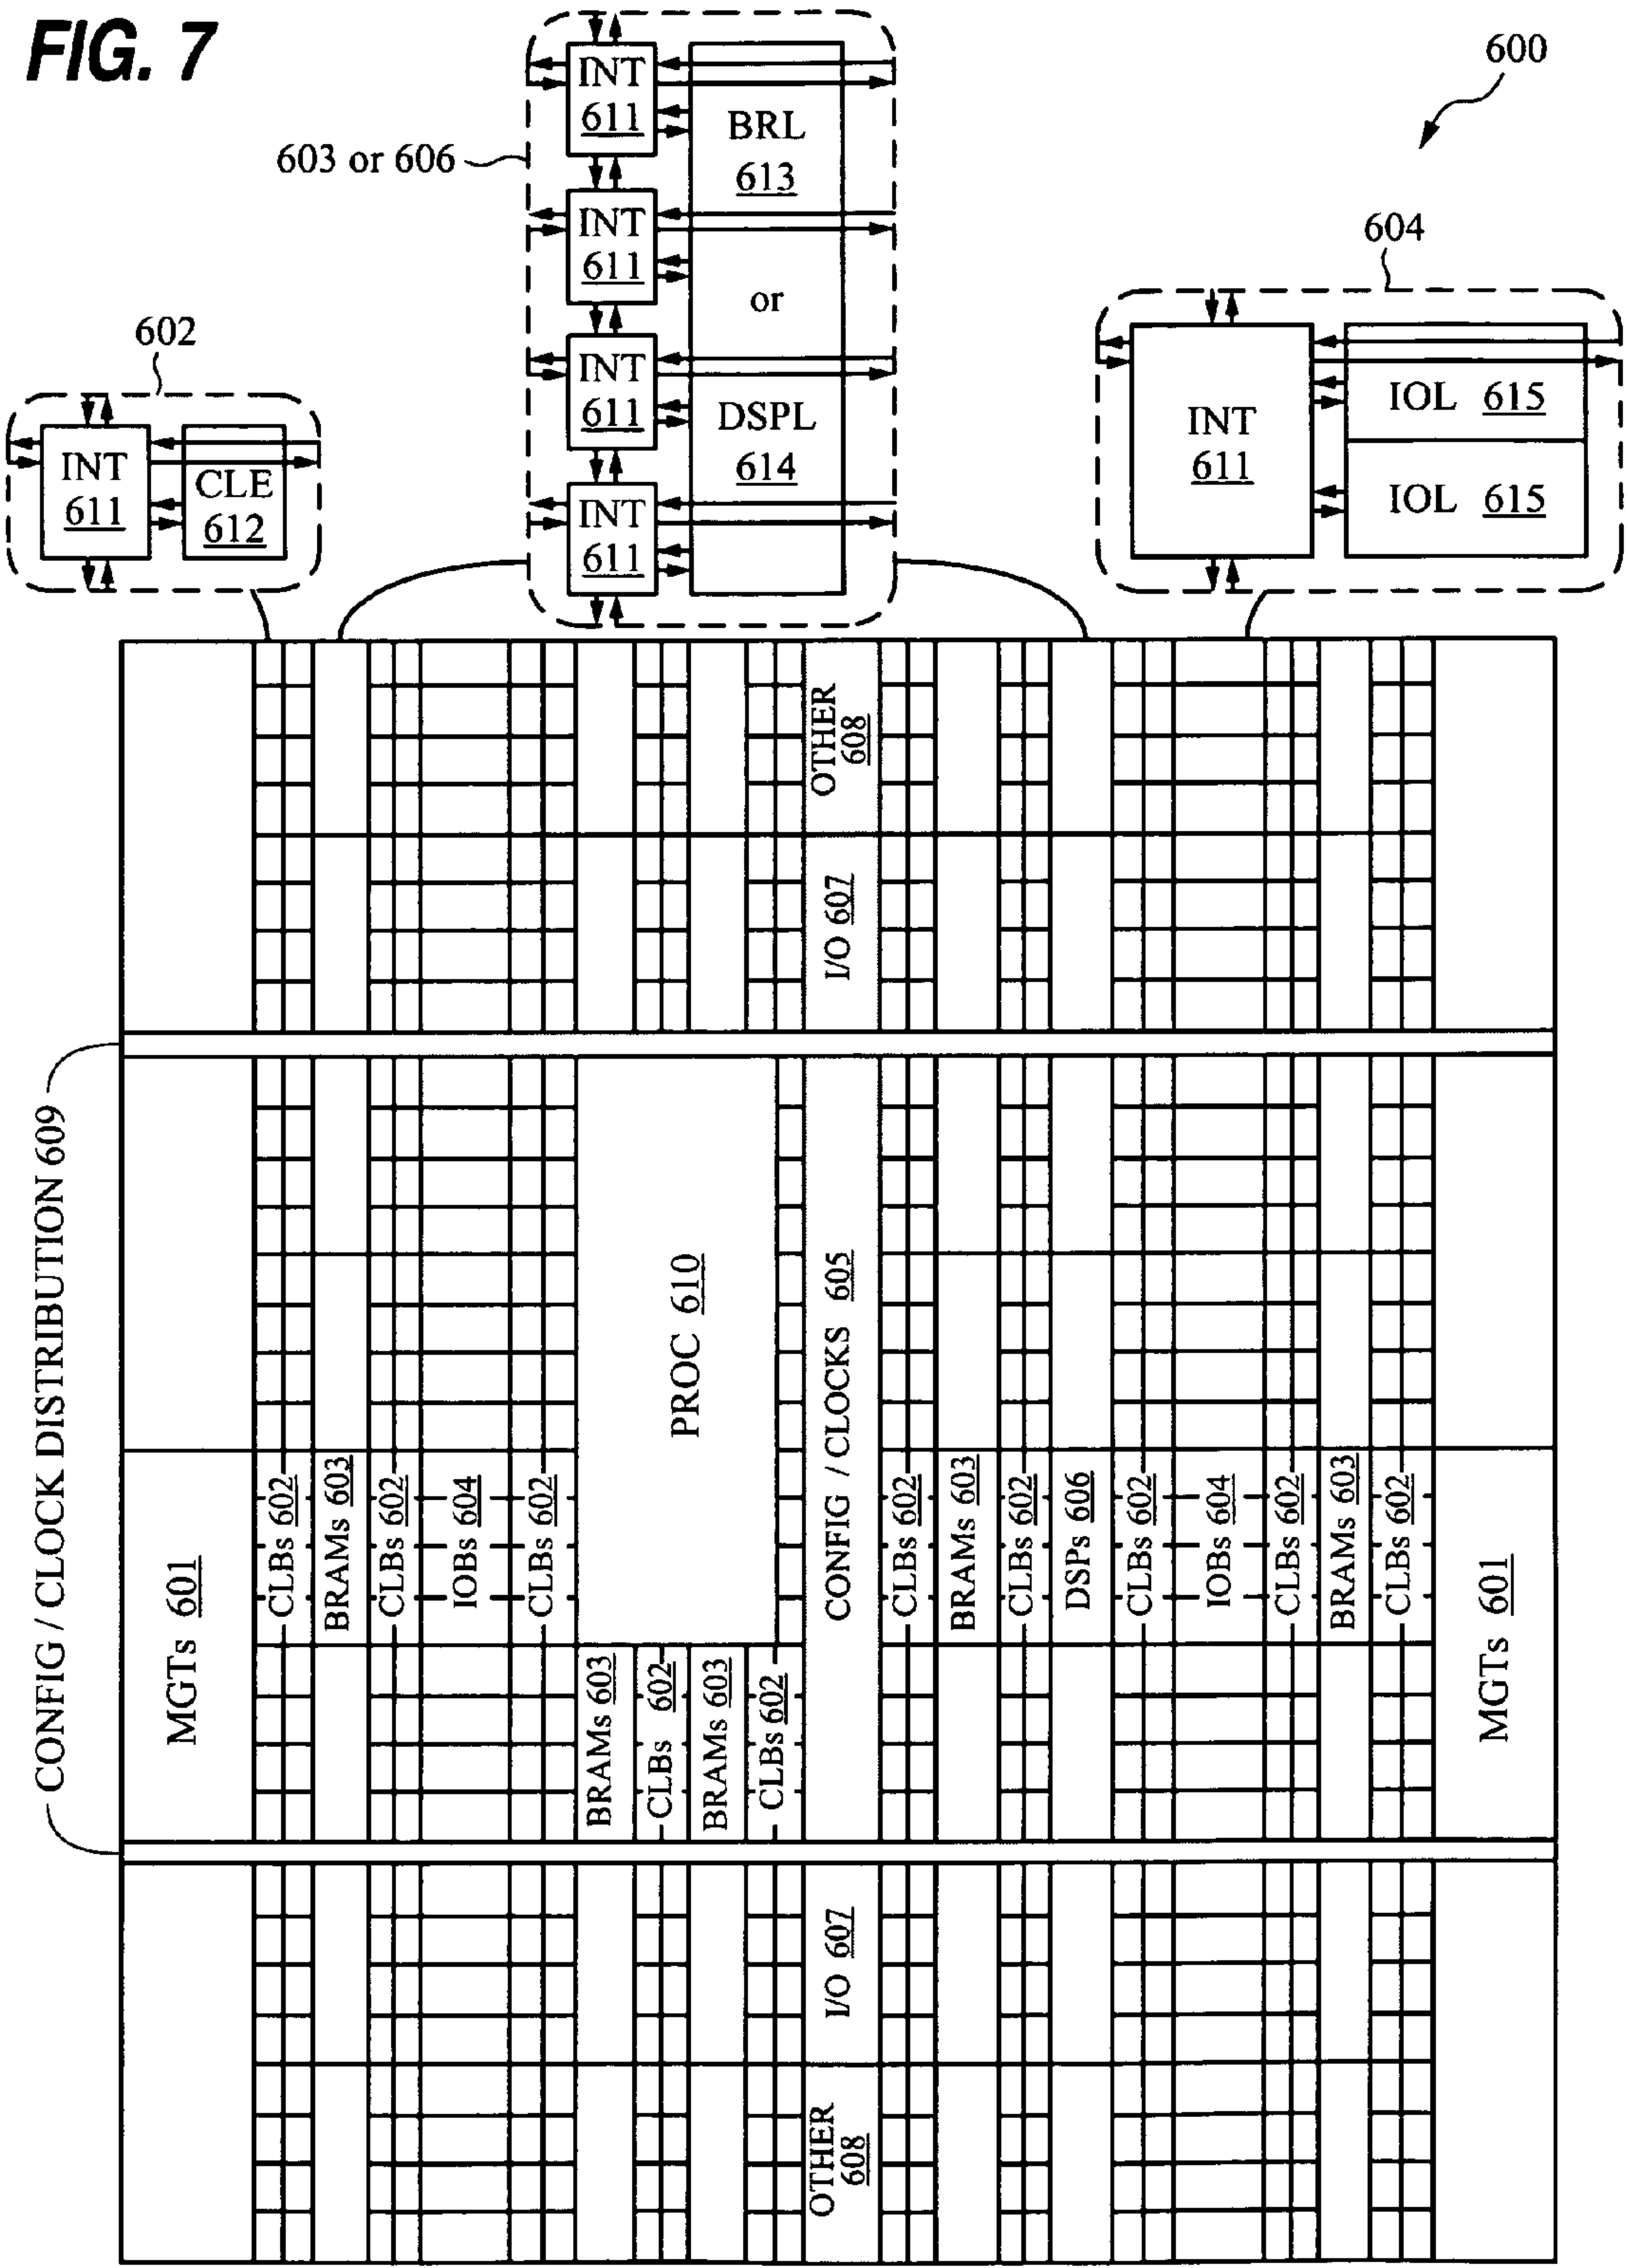 FIG. 7
600
603 or 606
INT
611
INT
611
INT
611
INT
611
BRL
613
or
DSPL
614
604
INT
611
IOL 615
IOL 615
602
INT
611
CLE
612
OTHER
608
I/O 607
CONFIG / CLOCK DISTRIBUTION 609
PROC 610
CONFIG / CLOCKS 605
MGTs 601
CLBs 602
BRAMs 603
CLBs 602
IOBs 604
CLBs 602
BRAMs 603
CLBs 602
BRAMs 603
CLBs 602
CLBs 602
BRAMs 603
CLBs 602
DSPs 606
CLBs 602
IOBs 604
CLBs 602
BRAMs 603
CLBs 602
MGTs 601
I/O 607
OTHER
608